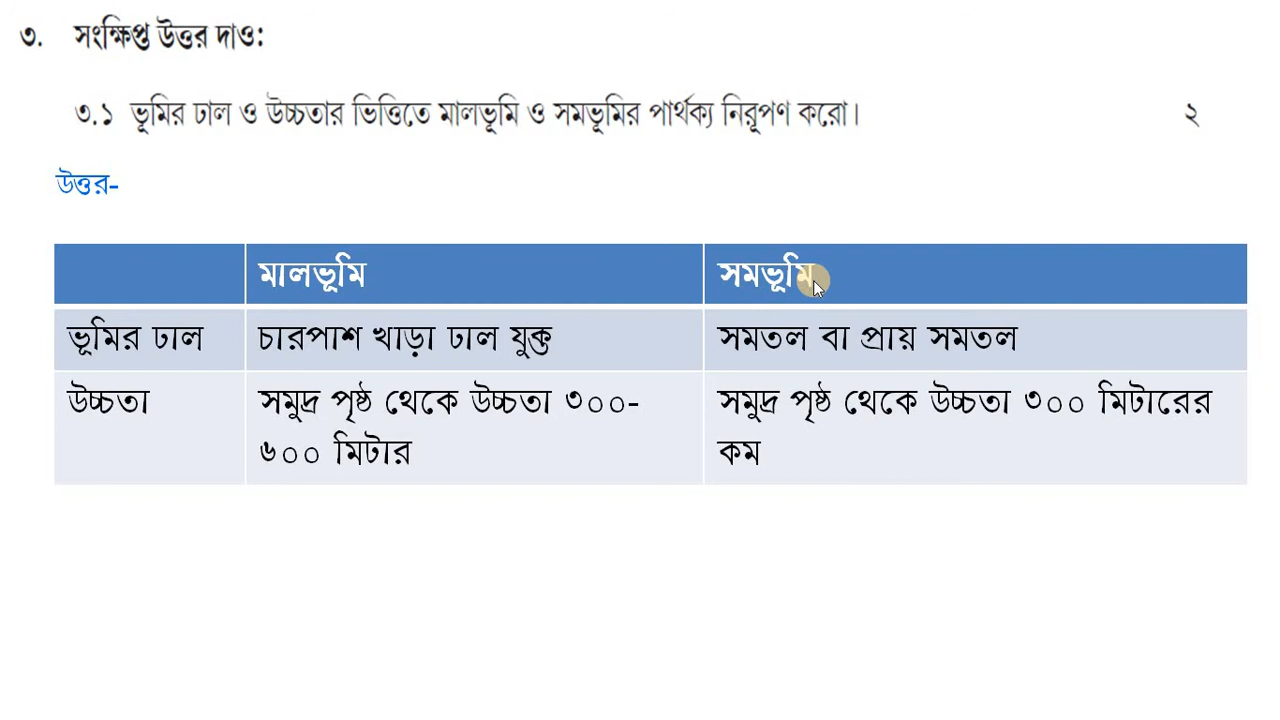 ৩. সংক্ষিপ্ত উত্তর দাও:
৩.১ ভূমির ঢাল ও উচ্চতার ভিত্তিতে মালভূমি ও সমভূমির পার্থক্য নিরূপণ করো। ২
উত্তর-
মালভূমি সমভূমি
ভূমির ঢাল চারপাশ খাড়া ঢাল যুক্ত সমতল বা প্রায় সমতল
উচ্চতা সমুদ্র পৃষ্ঠ থেকে উচ্চতা ৩০০- সমুদ্র পৃষ্ঠ থেকে উচ্চতা ৩০০ মিটারের
৬০০ মিটার কম